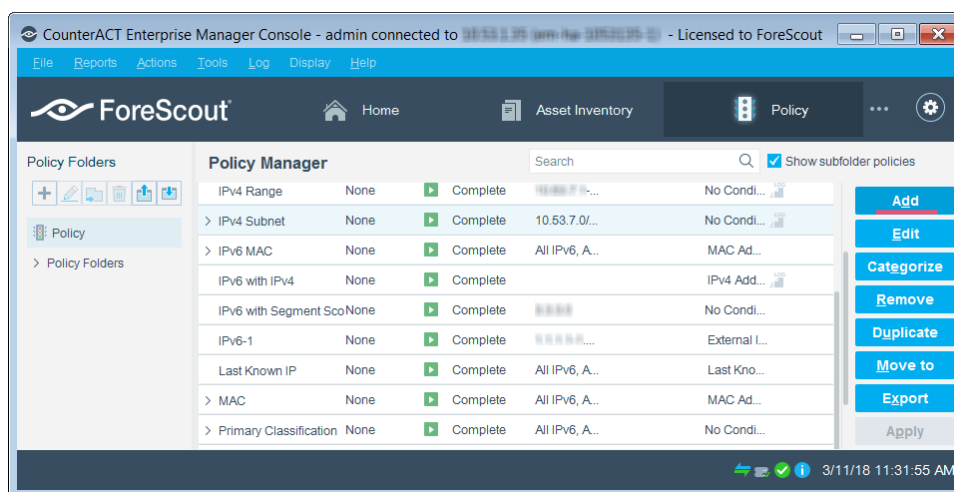 CounterACT Enterprise Manager Console - admin connected to - Licensed to ForeScout
File Reports Actions Tools Log Display Help
ForeScout Home Asset Inventory Policy ...
Policy Folders
Policy Manager Search Show subfolder policies
IPv4 Range None Complete No Condi...
IPv4 Subnet None Complete 10.53.7.0/... No Condi...
IPv6 MAC None Complete All IPv6, A... MAC Ad...
IPv6 with IPv4 None Complete IPv4 Add...
IPv6 with Segment Sco None Complete No Condi...
IPv6-1 None Complete External I...
Last Known IP None Complete All IPv6, A... Last Kno...
MAC None Complete All IPv6, A... MAC Ad...
Primary Classification None Complete All IPv6, A... No Condi...
Policy
Policy Folders
Add
Edit
Categorize
Remove
Duplicate
Move to
Export
Apply
3/11/18 11:31:55 AM